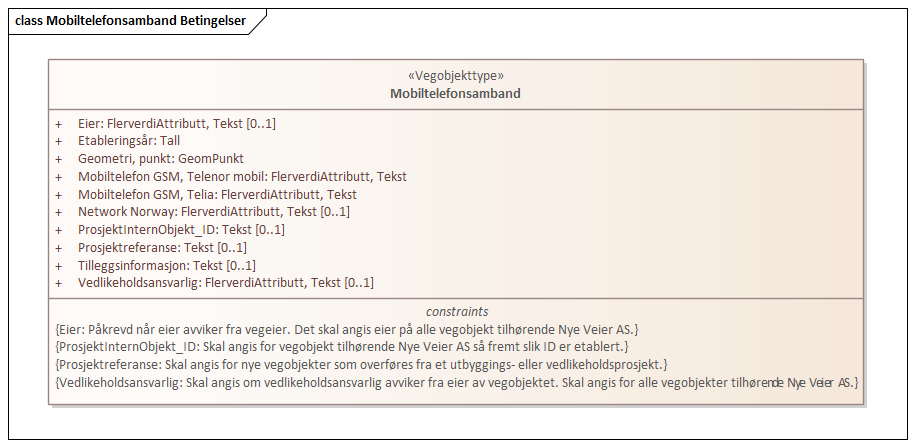 class Mobiltelefonsamband Betingelser
«Vegobjekttype»
Mobiltelefonsamband
+ Eier: FlerverdiAttributt, Tekst [0..1]
+ Etableringsår: Tall
+ Geometri, punkt: GeomPunkt
+ Mobiltelefon GSM, Telenor mobil: FlerverdiAttributt, Tekst
+ Mobiltelefon GSM, Telia: FlerverdiAttributt, Tekst
+ Network Norway: FlerverdiAttributt, Tekst [0..1]
+ ProsjektInternObjekt_ID: Tekst [0..1]
+ Prosjektreferanse: Tekst [0..1]
+ Tilleggsinformasjon: Tekst [0..1]
+ Vedlikeholdsansvarlig: FlerverdiAttributt, Tekst [0..1]
constraints
{Eier: Påkrevd når eier avviker fra vegeier. Det skal angis eier på alle vegobjekt tilhørende Nye Veier AS.}
{ProsjektInternObjekt_ID: Skal angis for vegobjekt tilhørende Nye Veier AS så fremt slik ID er etablert.}
{Prosjektreferanse: Skal angis for nye vegobjekter som overføres fra et utbyggings- eller vedlikeholdsprosjekt.}
{Vedlikeholdsansvarlig: Skal angis om vedlikeholdsansvarlig avviker fra eier av vegobjektet. Skal angis for alle vegobjekter tilhørende Nye Veier AS.}